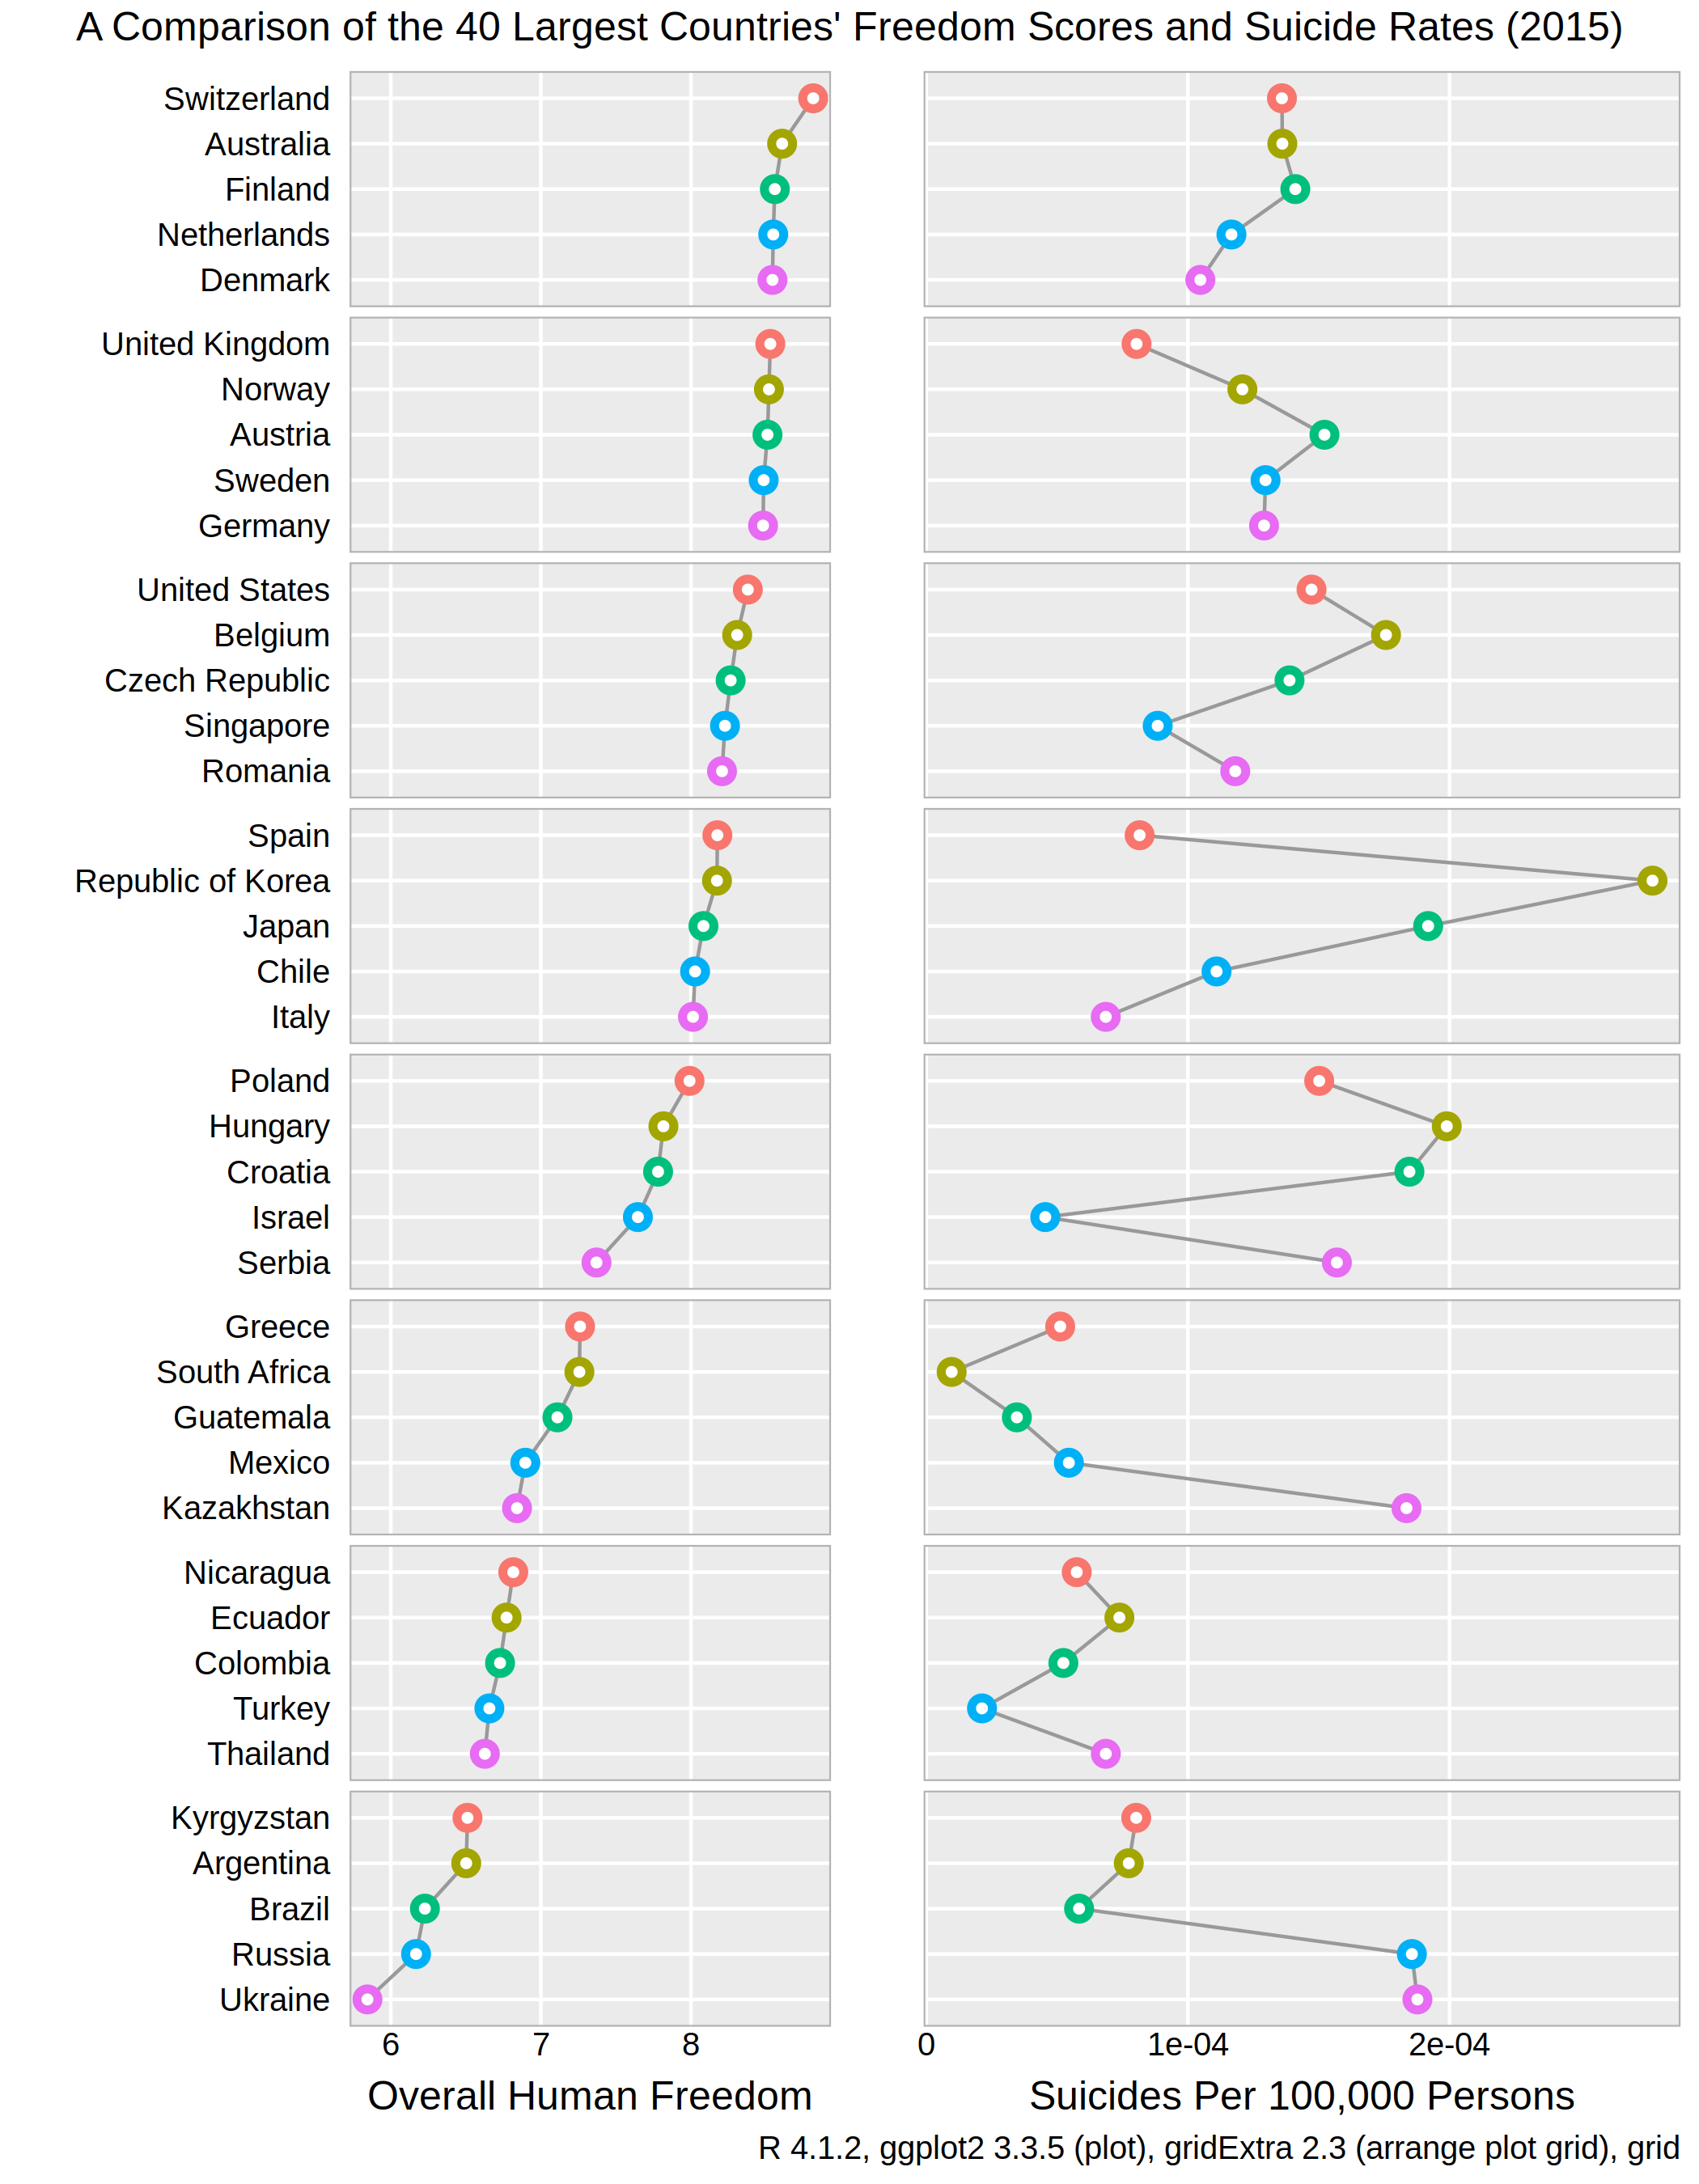 A Comparison of the 40 Largest Countries' Freedom Scores and Suicide Rates (2015)
Switzerland
Australia
Finland
Netherlands
Denmark
United Kingdom
Norway
Austria
Sweden
Germany
United States
Belgium
Czech Republic
Singapore
Romania
Spain
Republic of Korea
Japan
Chile
Italy
Poland
Hungary
Croatia
Israel
Serbia
Greece
South Africa
Guatemala
Mexico
Kazakhstan
Nicaragua
Ecuador
Colombia
Turkey
Thailand
Kyrgyzstan
Argentina
Brazil
Russia
Ukraine
6 7 8
0 1e-04 2e-04
Overall Human Freedom
Suicides Per 100,000 Persons
R 4.1.2, ggplot2 3.3.5 (plot), gridExtra 2.3 (arrange plot grid), grid